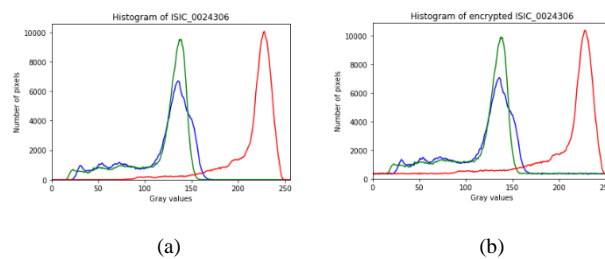 Histogram of ISIC_0024306
Number of pixels
10000
8000
6000
4000
2000
0
0 50 100 150 200 250
Gray values
(a)
Histogram of encrypted ISIC_0024306
Number of pixels
10000
8000
6000
4000
2000
0
0 50 100 150 200 250
Gray values
(b)